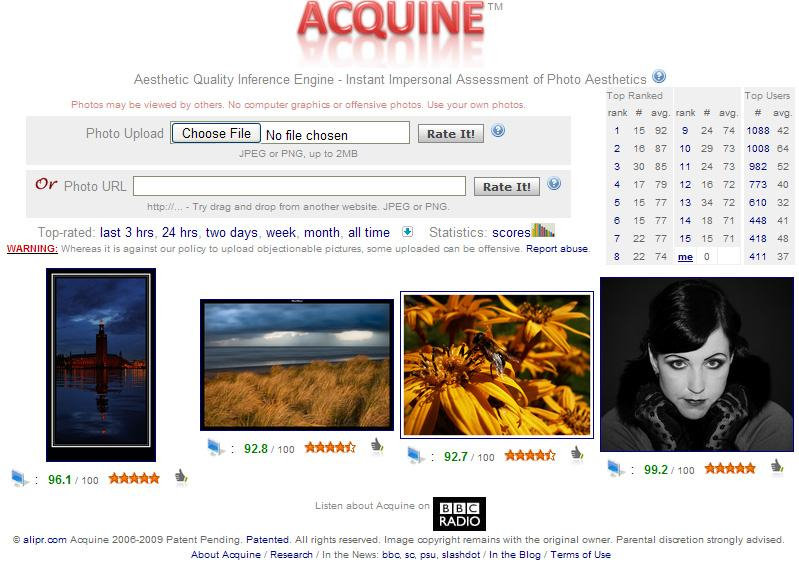 ACQUINE TM
Aesthetic Quality Inference Engine - Instant Impersonal Assessment of Photo Aesthetics ?
Photos may be viewed by others. No computer graphics or offensive photos. Use your own photos.
Photo Upload Choose File No file chosen Rate It! ?
JPEG or PNG, up to 2MB
Or Photo URL Rate It! ?
http://... - Try drag and drop from another website. JPEG or PNG.
Top-rated: last 3 hrs, 24 hrs, two days, week, month, all time Statistics: scores
WARNING: Whereas it is against our policy to upload objectionable pictures, some uploaded can be offensive. Report abuse.
Top Ranked Top Users
rank # avg. rank # avg. # avg.
1 15 92 9 24 74 1088 42
2 16 87 10 29 73 1008 64
3 30 85 11 24 73 982 52
4 17 79 12 16 72 773 40
5 15 77 13 34 72 610 32
6 15 77 14 18 71 448 41
7 22 77 15 15 71 418 48
8 22 74 me 0 411 37
: 96.1 / 100
: 92.8 / 100
: 92.7 / 100
: 99.2 / 100
Listen about Acquine on BBC RADIO
© alipr.com Acquine 2006-2009 Patent Pending. Patented. All rights reserved. Image copyright remains with the original owner. Parental discretion strongly advised.
About Acquine / Research / In the News: bbc, sc, psu, slashdot / In the Blog / Terms of Use